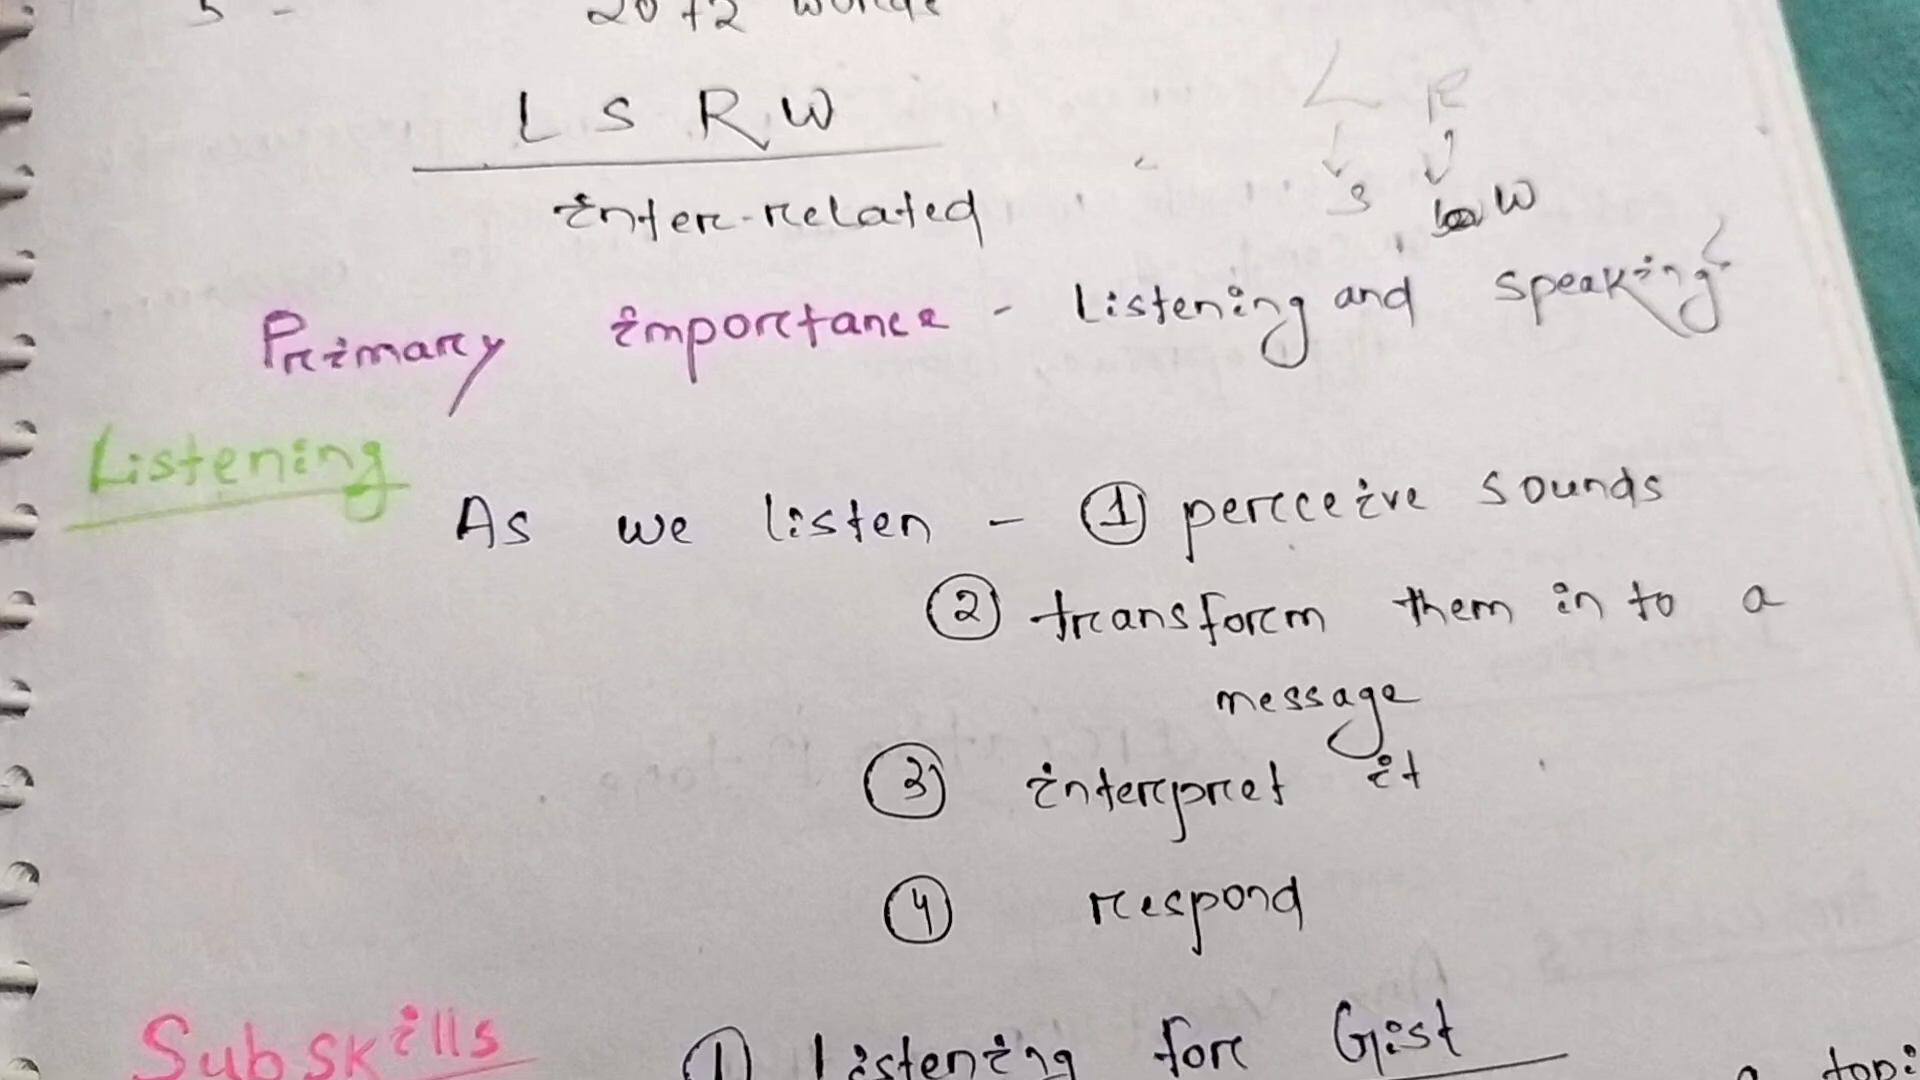 L S R W
L R
inter-related
S W
Primary importance - Listening and speaking
Listening
As we listen - ① perceive sounds
② transform them in to a
message
③ interpret it
④ respond
Subskills ① Listening for Gist